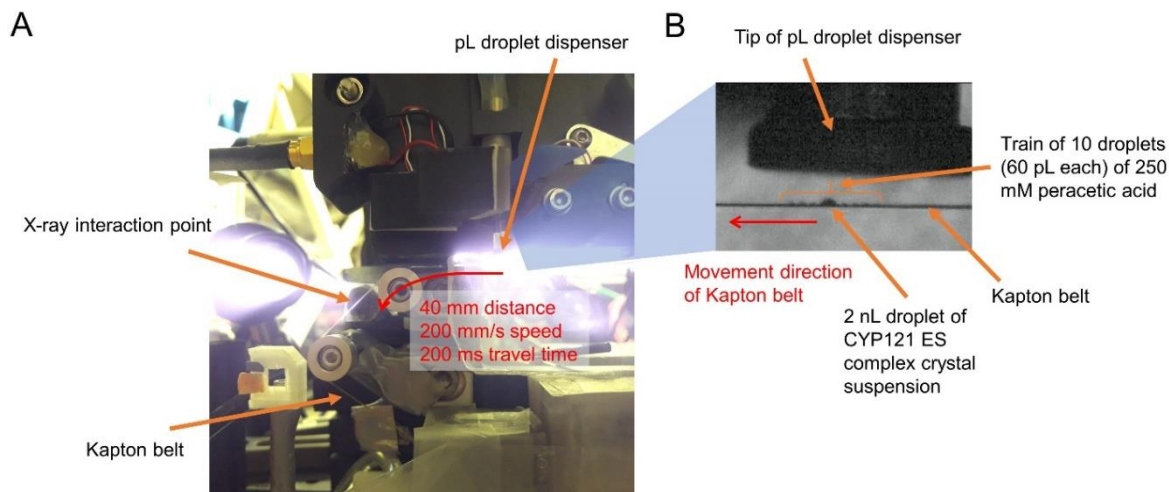 A
pL droplet dispenser
X-ray interaction point
40 mm distance
200 mm/s speed
200 ms travel time
Kapton belt
B
Tip of pL droplet dispenser
Train of 10 droplets
(60 pL each) of 250
mM peracetic acid
Movement direction
of Kapton belt
Kapton belt
2 nL droplet of
CYP121 ES
complex crystal
suspension